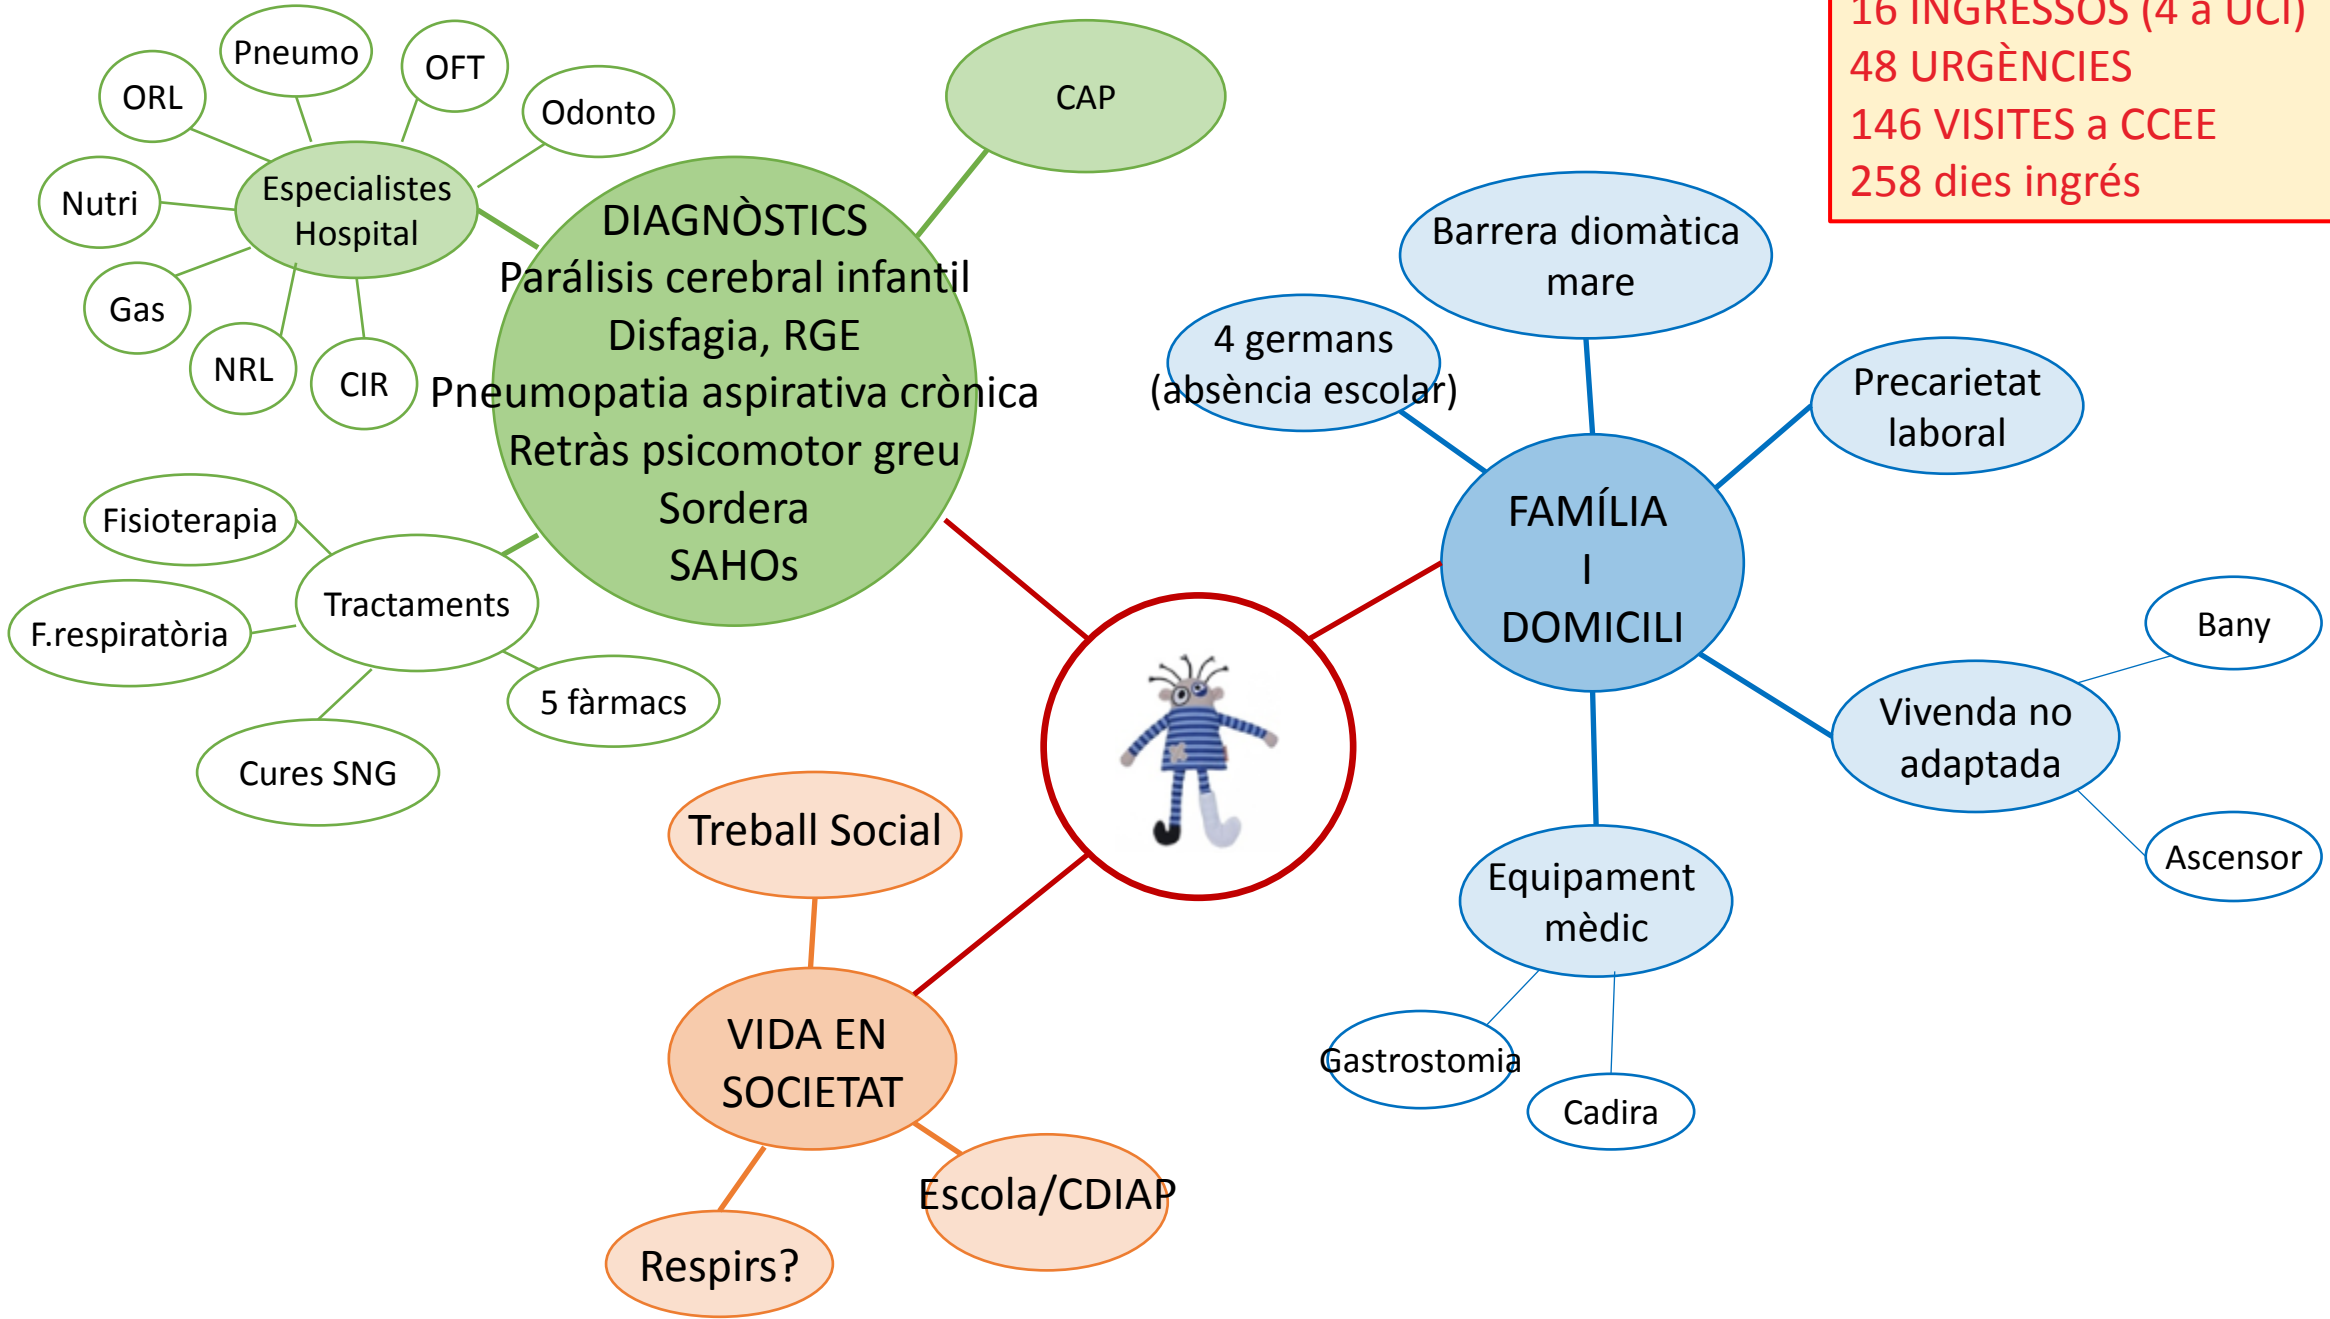 16 INGRESSOS (4 a UCI)
48 URGÈNCIES
146 VISITES a CCEE
258 dies ingrés
Pneumo
OFT
ORL
Odonto
Nutri
Especialistes
Hospital
Gas
NRL
CIR
CAP
DIAGNÒSTICS
Parálisis cerebral infantil
Disfagia, RGE
Pneumopatia aspirativa crònica
Retràs psicomotor greu
Sordera
SAHOs
Fisioterapia
F.respiratòria
Tractaments
5 fàrmacs
Cures SNG
Barrera diomàtica
mare
4 germans
(absència escolar)
Precarietat
laboral
FAMÍLIA
I
DOMICILI
Bany
Vivenda no
adaptada
Ascensor
Equipament
mèdic
Gastrostomia
Cadira
Treball Social
VIDA EN
SOCIETAT
Escola/CDIAP
Respirs?